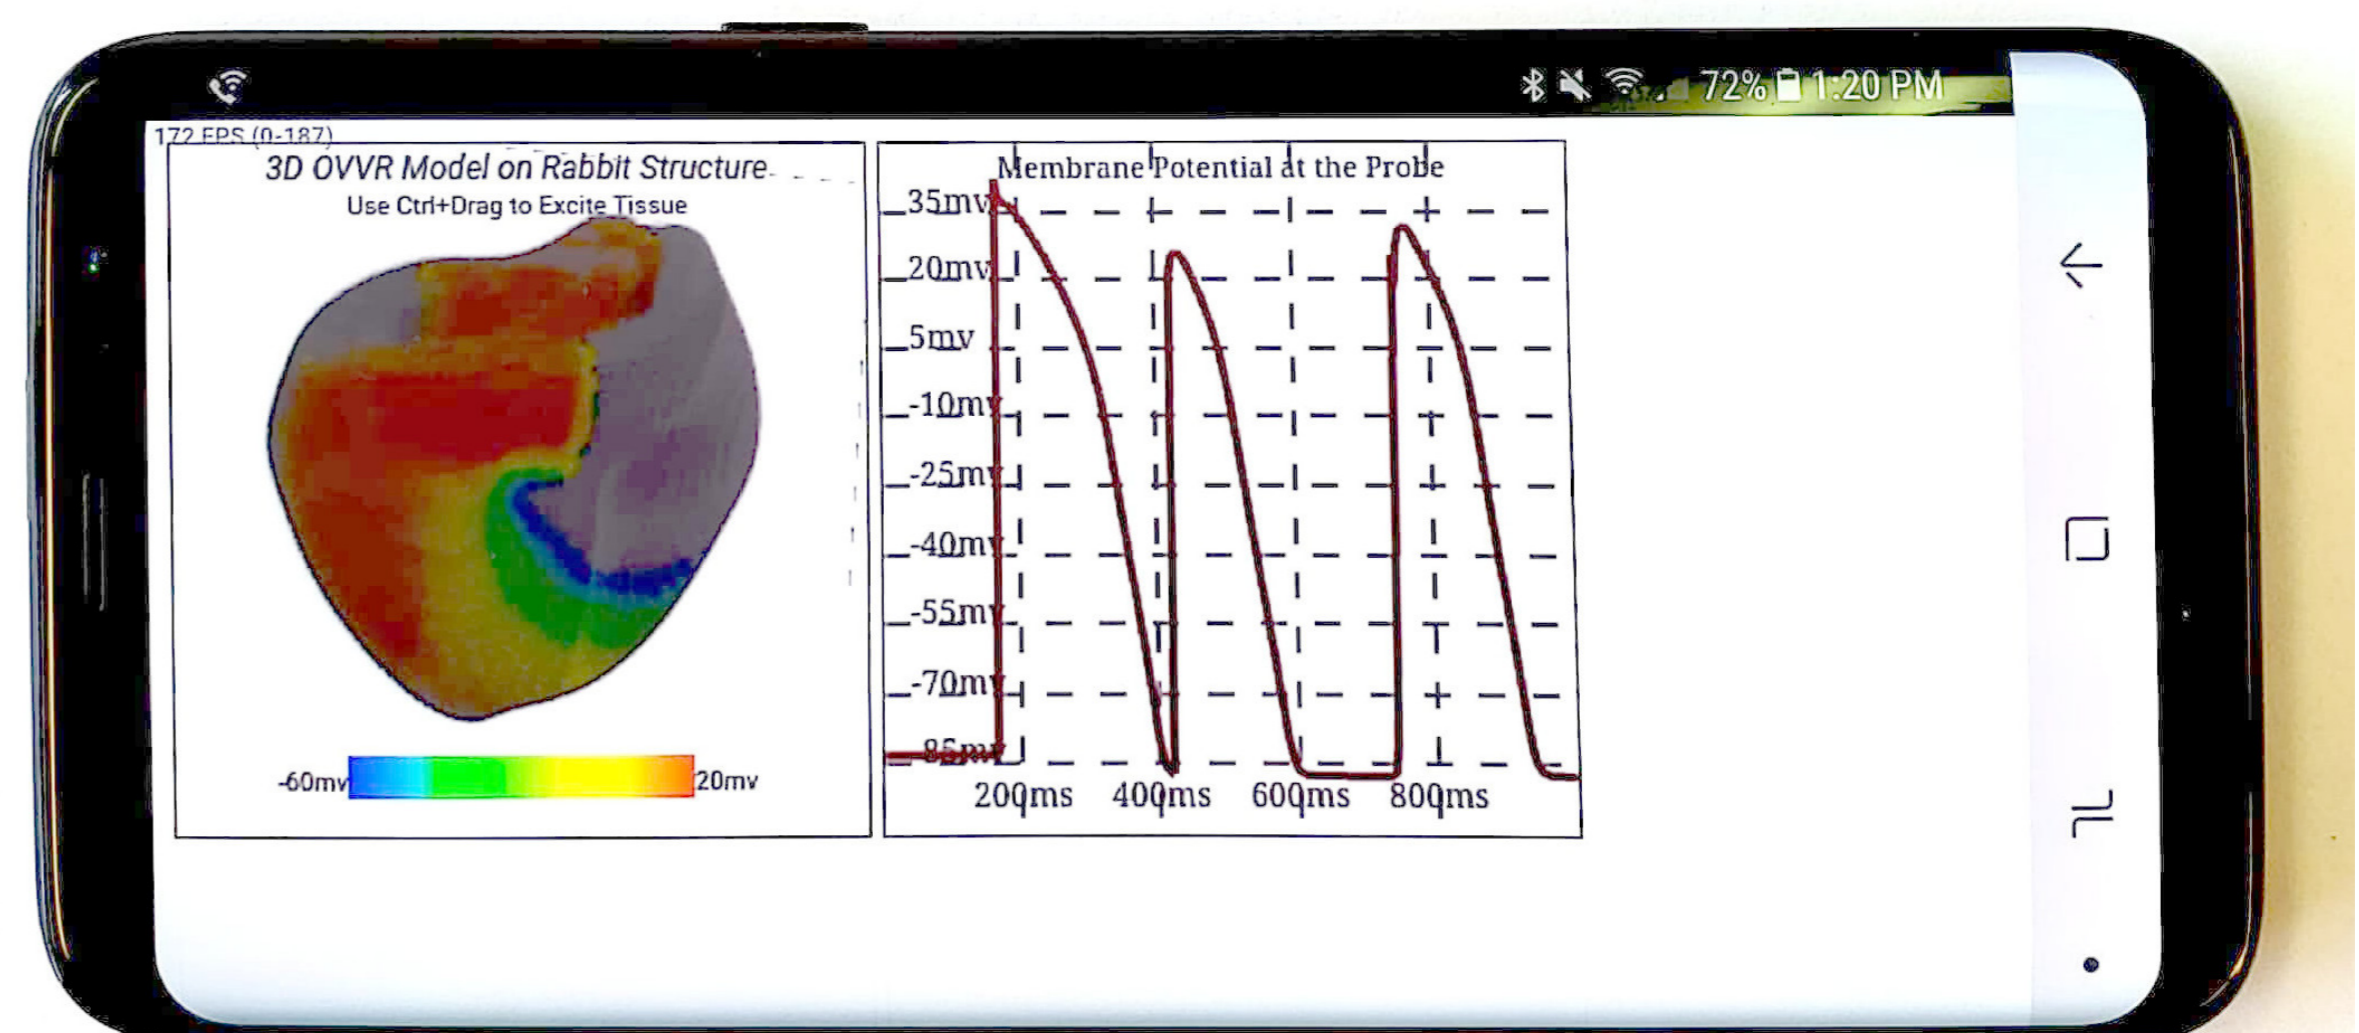 72% 1:20 PM
172 FPS (0-187)
3D OVVR Model on Rabbit Structure
Use Ctrl+Drag to Excite Tissue
-60mv
20mv
Membrane Potential at the Probe
35mv
20mv
5mv
-10mv
-25mv
-40mv
-55mv
-70mv
-85mv
200ms 400ms 600ms 800ms